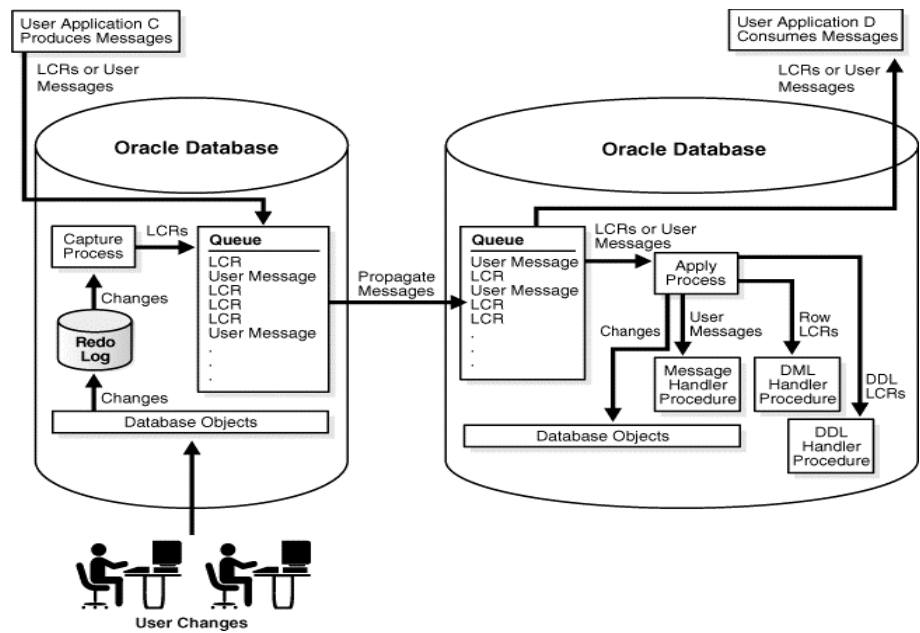 User Application C
Produces Messages
LCRs or User
Messages
Oracle Database
Capture
Process
LCRs
Queue
LCR
User Message
LCR
LCR
LCR
User Message
.
.
.
Changes
Redo
Log
Changes
Database Objects
User Changes
Propagate
Messages
User Application D
Consumes Messages
LCRs or User
Messages
Oracle Database
Queue
User Message
LCR
User Message
LCR
LCR
.
.
.
.
LCRs or User
Messages
Apply
Process
Changes
User
Messages
Row
LCRs
DDL
LCRs
Message
Handler
Procedure
DML
Handler
Procedure
DDL
Handler
Procedure
Database Objects